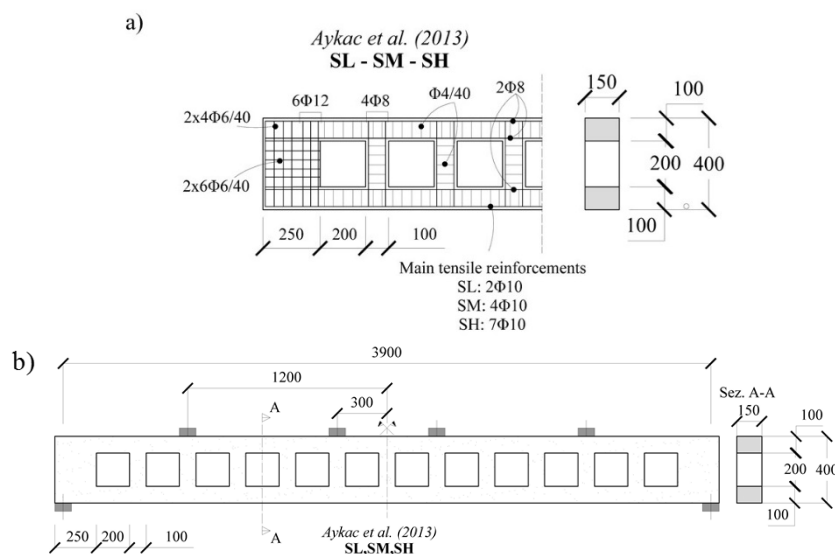 a)
Aykac et al. (2013)
SL - SM - SH
2x4Φ6/40
6Φ12
4Φ8
Φ4/40
2Φ8
2x6Φ6/40
250
200
100
150
100
200
400
100
Main tensile reinforcements
SL: 2Φ10
SM: 4Φ10
SH: 7Φ10
b)
3900
1200
300
A
Sez. A-A
150
100
200
400
100
A
250
200
100
Aykac et al. (2013)
SL,SM,SH